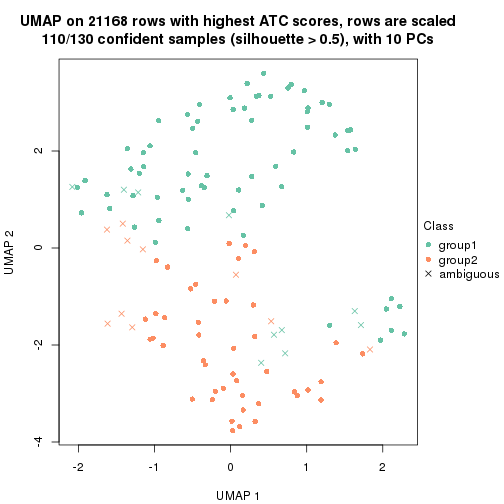 UMAP on 21168 rows with highest ATC scores, rows are scaled
110/130 confident samples (silhouette > 0.5), with 10 PCs
UMAP 2
2
0
-2
-4
-2
-1
0
1
2
UMAP 1
Class
group1
group2
ambiguous